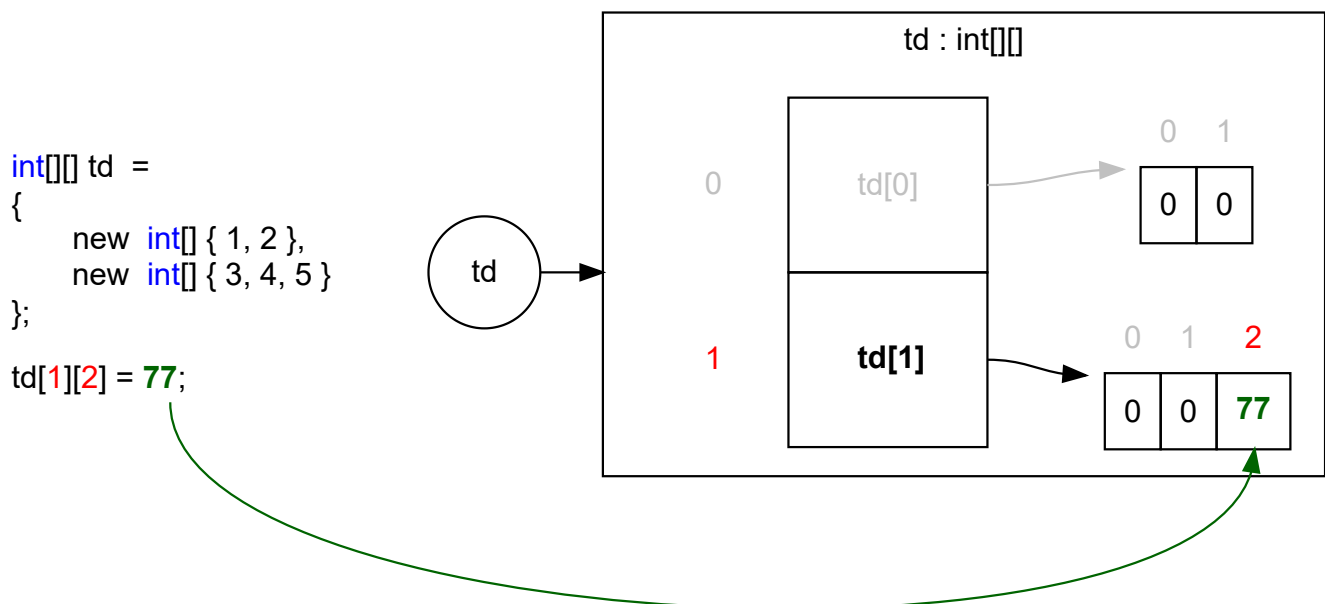 td : int[][]
int[][] td  =
{
new  int[] { 1, 2 },
new  int[] { 3, 4, 5 }
};
td[1][2] = 77;
td
0
td[0]
0 1
0 0
1
td[1]
0 1 2
0 0 77